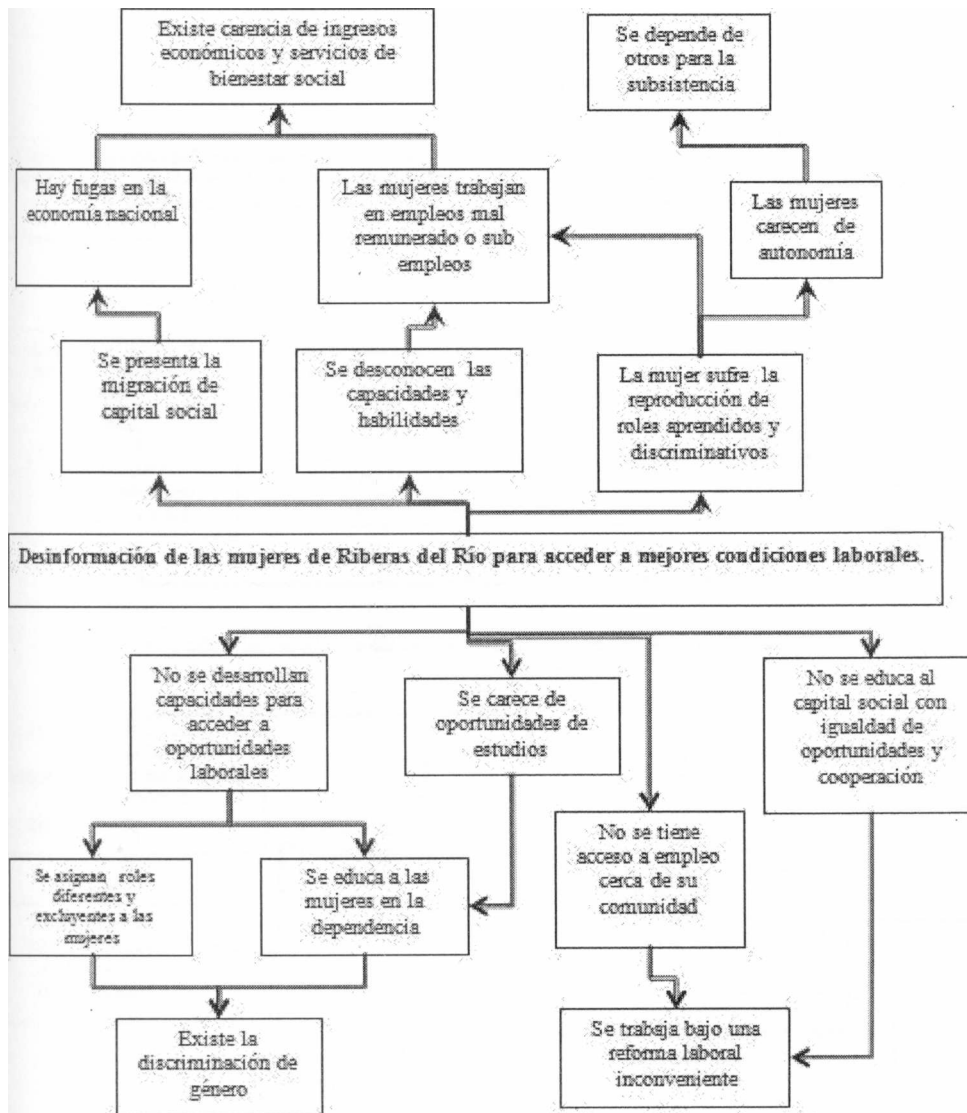 Existe carencia de ingresos
económicos y servicios de
bienestar social
Se depende de
otros para la
subsistencia
Hay fugas en la
economía nacional
Las mujeres trabajan
en empleos mal
remunerado o sub
empleos
Las mujeres
carecen de
autonomía
Se presenta la
migración de
capital social
Se desconocen las
capacidades y
habilidades
La mujer sufre la
reproducción de
roles aprendidos y
discriminativos
Desinformación de las mujeres de Riberas del Río para acceder a mejores condiciones laborales.
No se desarrollan
capacidades para
acceder a
oportunidades
laborales
Se carece de
oportunidades de
estudios
No se educa al
capital social con
igualdad de
oportunidades y
cooperación
No se tiene
acceso a empleo
cerca de su
comunidad
Se asignan roles
diferentes y
excluyentes a las
mujeres
Se educa a las
mujeres en la
dependencia
Existe la
discriminación de
género
Se trabaja bajo una
reforma laboral
inconveniente